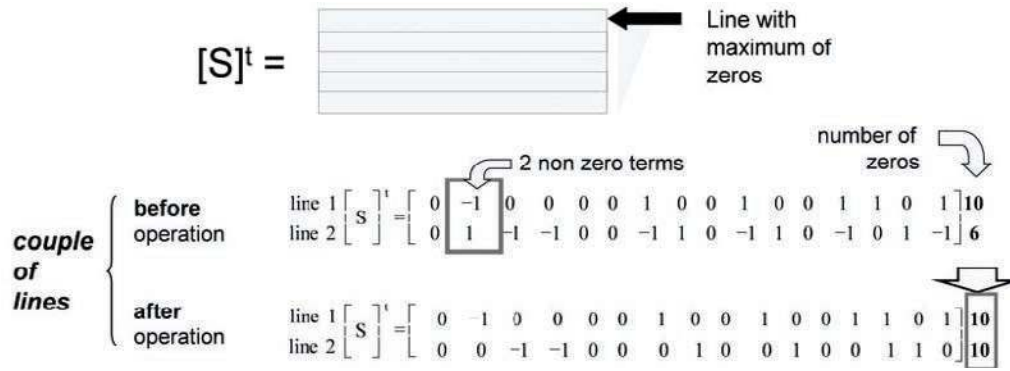 [S]ᵗ =
Line with
maximum of
zeros
number of
zeros
2 non zero terms
couple
of
lines
before
operation
line 1 [ S ]ᵗ = [ 0 −1 0 0 0 0 1 0 0 1 0 0 1 1 0 1 ] 10
line 2 0 1 −1 −1 0 0 −1 1 0 −1 1 0 −1 0 1 −1 6
after
operation
line 1 [ S ]ᵗ = [ 0 −1 0 0 0 0 1 0 0 1 0 0 1 1 0 1 ] 10
line 2 0 0 −1 −1 0 0 0 1 0 0 1 0 0 1 1 0 10